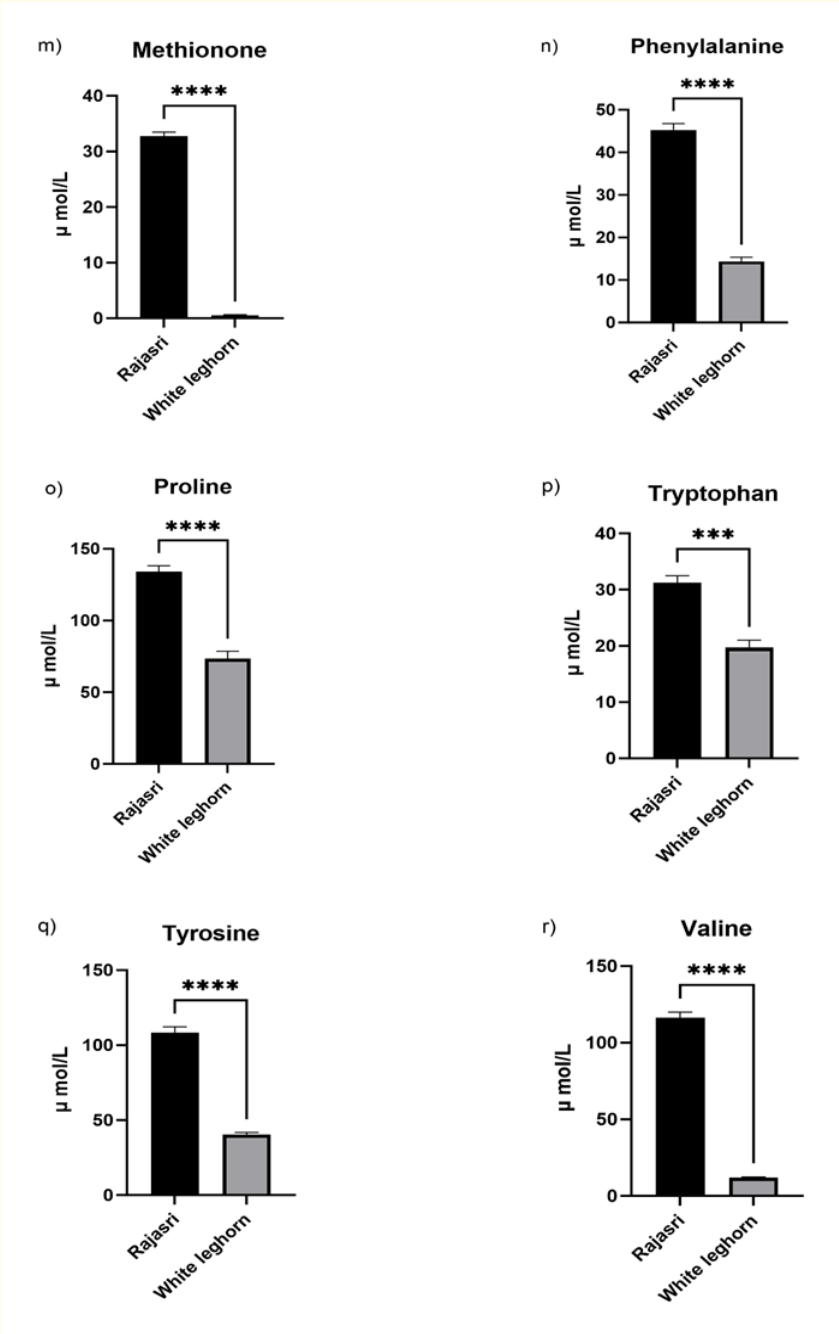 m)
Methionone
****
40
30
20
10
0
µ mol/L
Rajasri
White leghorn
n)
Phenylalanine
****
50
40
30
20
10
0
µ mol/L
Rajasri
White leghorn
o)
Proline
****
150
100
50
0
µ mol/L
Rajasri
White leghorn
p)
Tryptophan
***
40
30
20
10
0
µ mol/L
Rajasri
White leghorn
q)
Tyrosine
****
150
100
50
0
µ mol/L
Rajasri
White leghorn
r)
Valine
****
150
100
50
0
µ mol/L
Rajasri
White leghorn